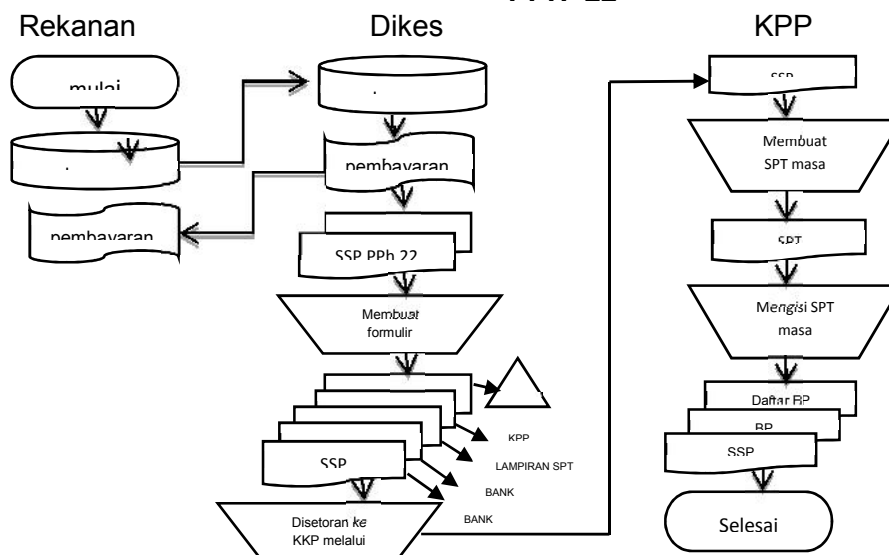 Rekanan
Dikes
KPP
mulai
pembayaran
pembayaran
SSP PPh 22
Membuat
formulir
SSP
KPP
LAMPIRAN SPT
BANK
BANK
Disetoran ke
KKP melalui
SSP
Membuat
SPT masa
SPT
Mengisi SPT
masa
Daftar BP
BP
SSP
Selesai